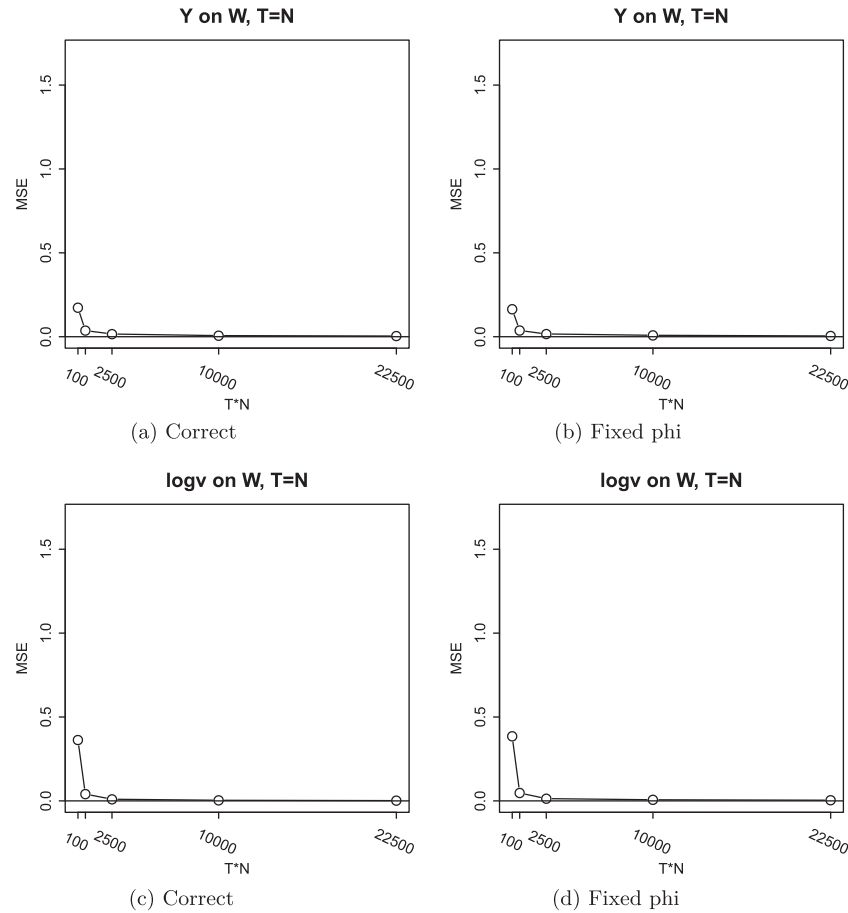 Y on W, T=N
MSE
0.0 0.5 1.0 1.5
100 2500 10000 22500
T*N
(a) Correct
Y on W, T=N
MSE
0.0 0.5 1.0 1.5
100 2500 10000 22500
T*N
(b) Fixed phi
logv on W, T=N
MSE
0.0 0.5 1.0 1.5
100 2500 10000 22500
T*N
(c) Correct
logv on W, T=N
MSE
0.0 0.5 1.0 1.5
100 2500 10000 22500
T*N
(d) Fixed phi